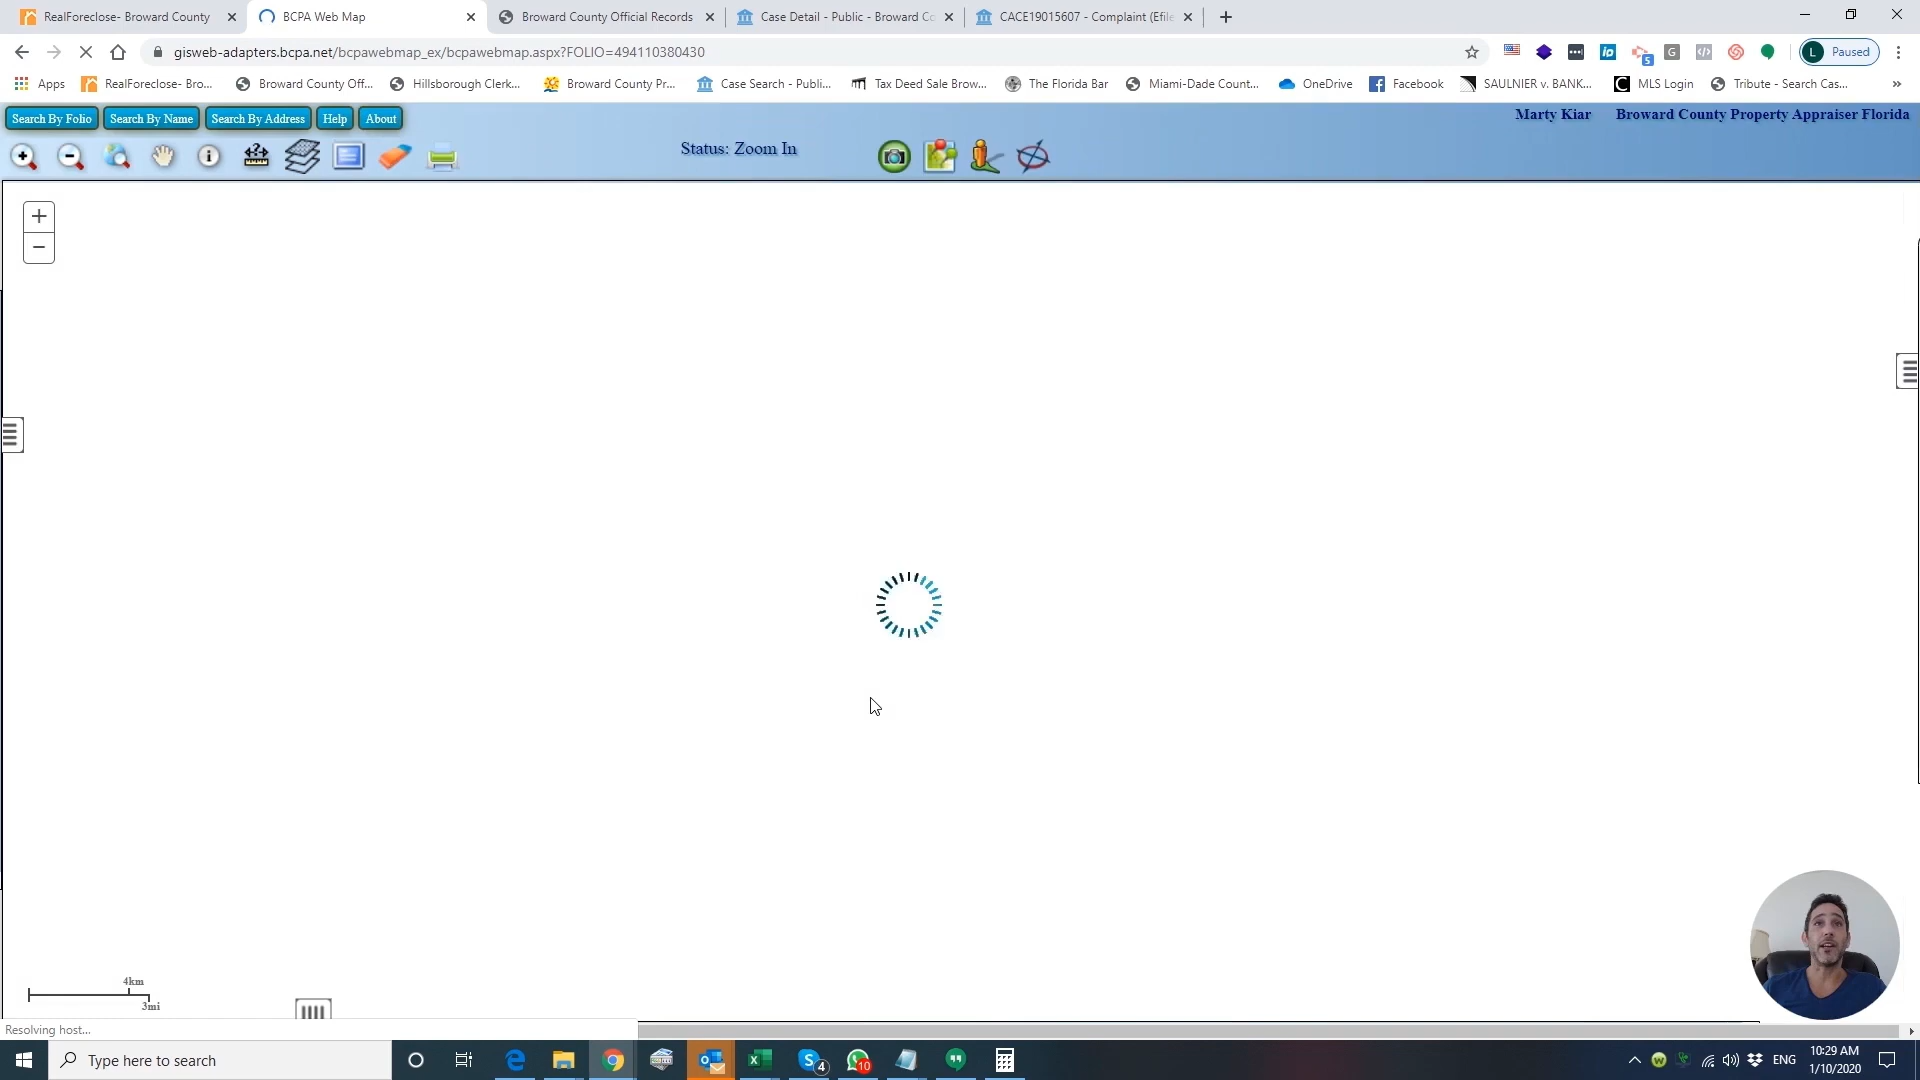 RealForeclose- Broward County
BCPA Web Map
Broward County Official Records
Case Detail - Public - Broward Co
CACE19015607 - Complaint (Efile
gisweb-adapters.bcpa.net/bcpawebmap_ex/bcpawebmap.aspx?FOLIO=494110380430
io
5
G
L
Paused
Apps
RealForeclose- Bro...
Broward County Off...
Hillsborough Clerk...
Broward County Pr...
Case Search - Publi...
Tax Deed Sale Brow...
The Florida Bar
Miami-Dade Count...
OneDrive
Facebook
SAULNIER v. BANK...
MLS Login
Tribute - Search Cas...
»
Search By Folio
Search By Name
Search By Address
Help
About
Marty Kiar
Broward County Property Appraiser Florida
Status: Zoom In
+
−
4km
3mi
Resolving host...
Type here to search
4
10
ENG
10:29 AM
1/10/2020